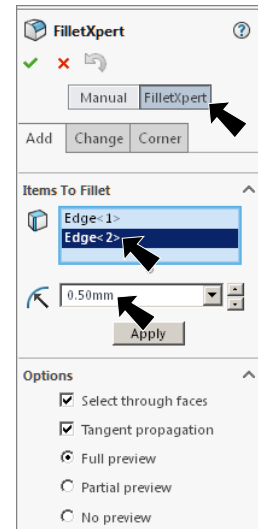 FilletXpert
Manual FilletXpert
Add Change Corner
Items To Fillet
Edge<1>
Edge<2>
0.50mm
Apply
Options
Select through faces
Tangent propagation
Full preview
Partial preview
No preview